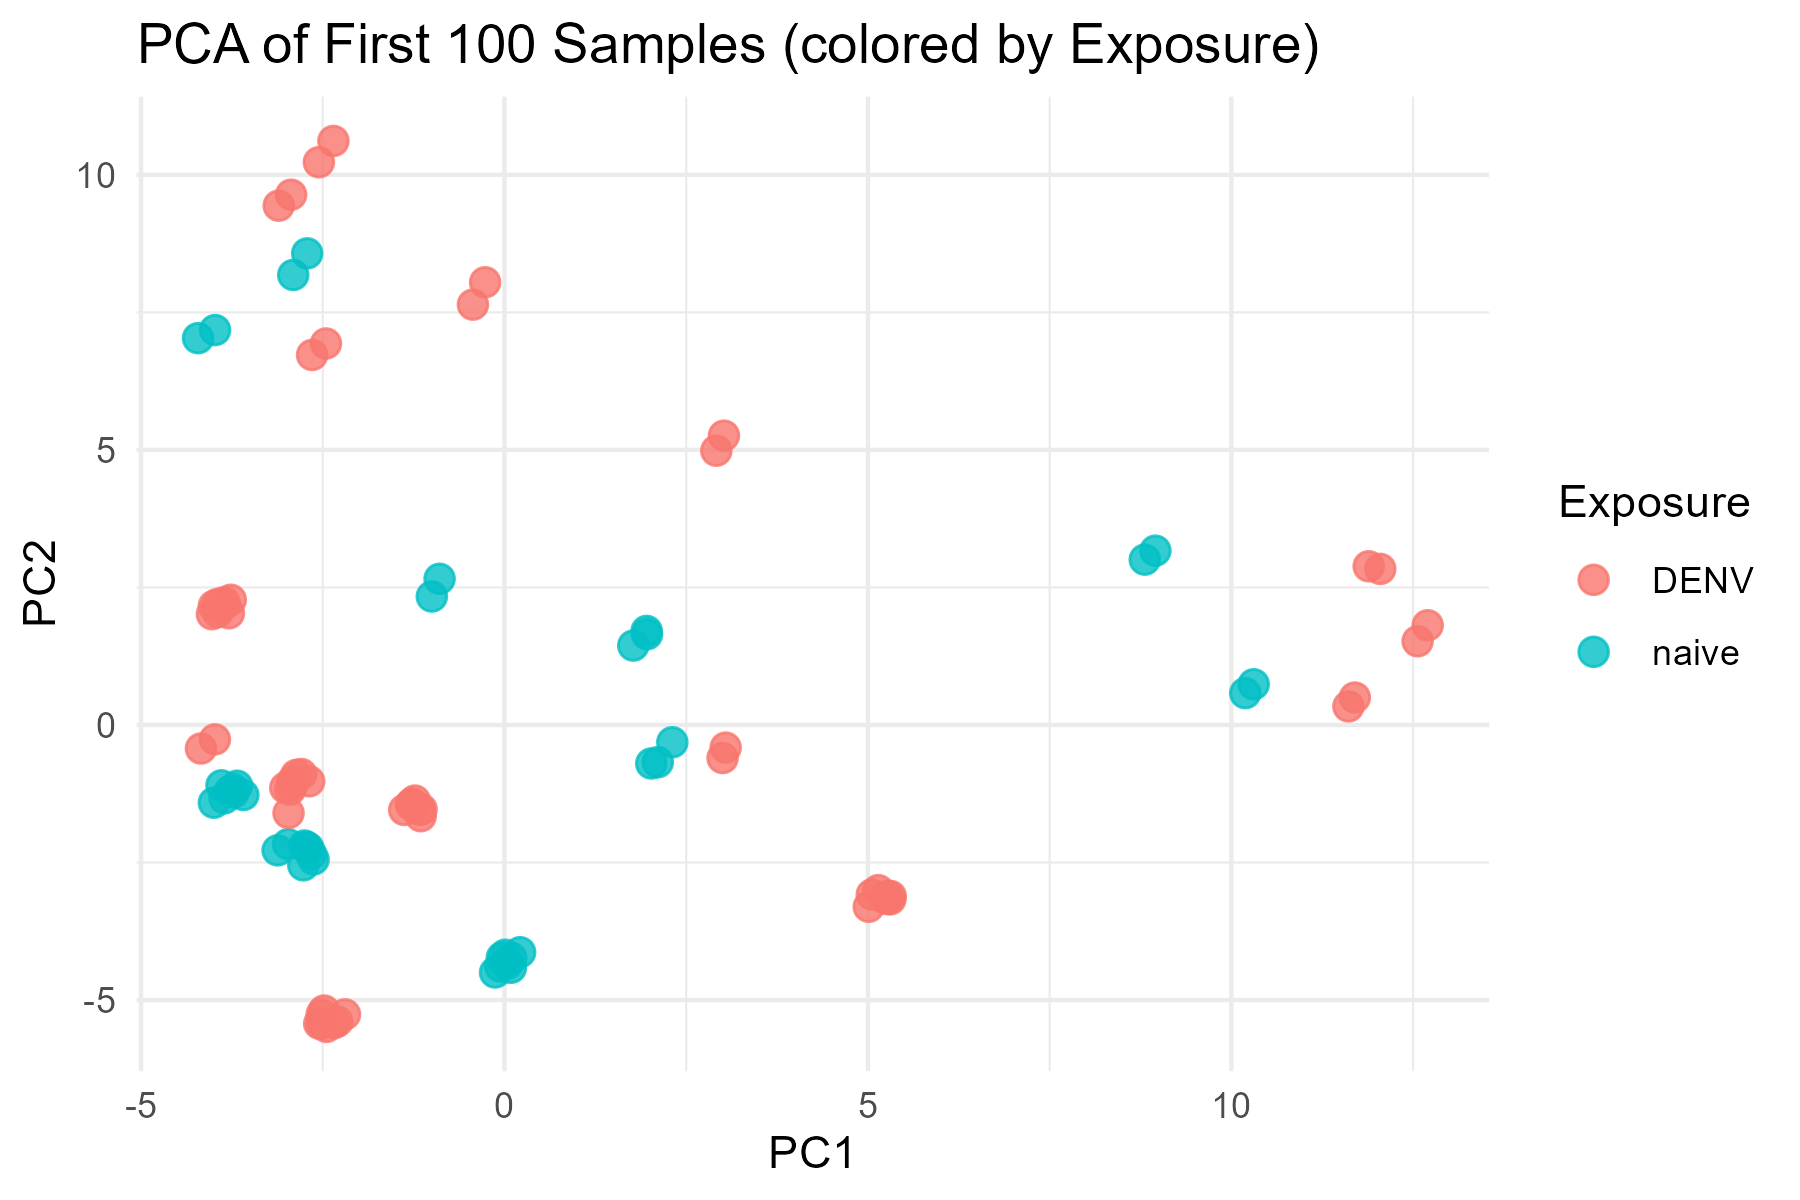 PCA of First 100 Samples (colored by Exposure)
10
5
0
-5
PC2
-5 0 5 10
PC1
Exposure
DENV
naive